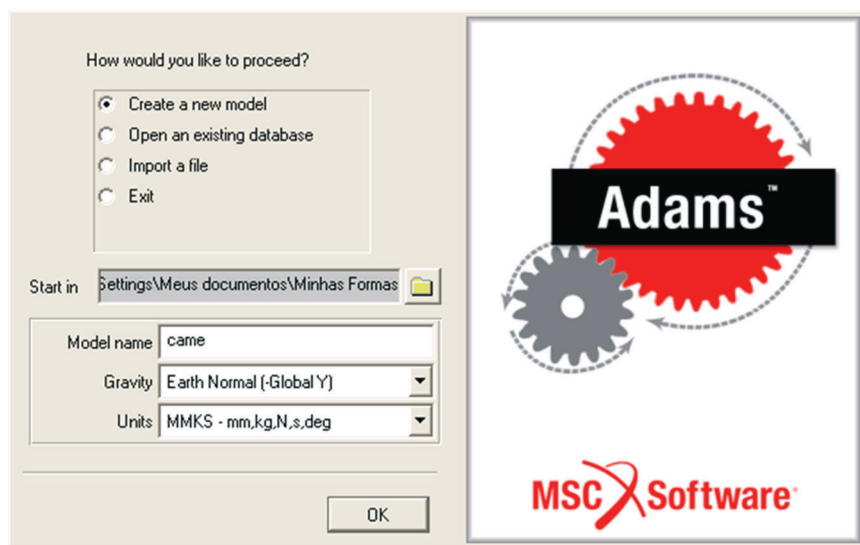 How would you like to proceed?
Create a new model
Open an existing database
Import a file
Exit
Start in Settings\Meus documentos\Minhas Formas
Model name came
Gravity Earth Normal (-Global Y)
Units MMKS - mm,kg,N,s,deg
OK
Adams™
MSC Software